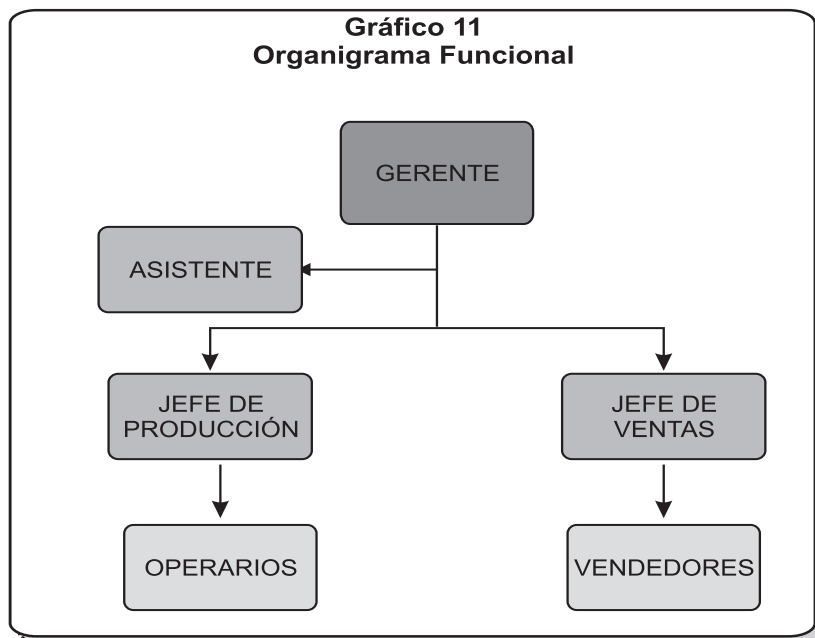 Gráfico 11
Organigrama Funcional
GERENTE
ASISTENTE
JEFE DE
PRODUCCIÓN
JEFE DE
VENTAS
OPERARIOS
VENDEDORES